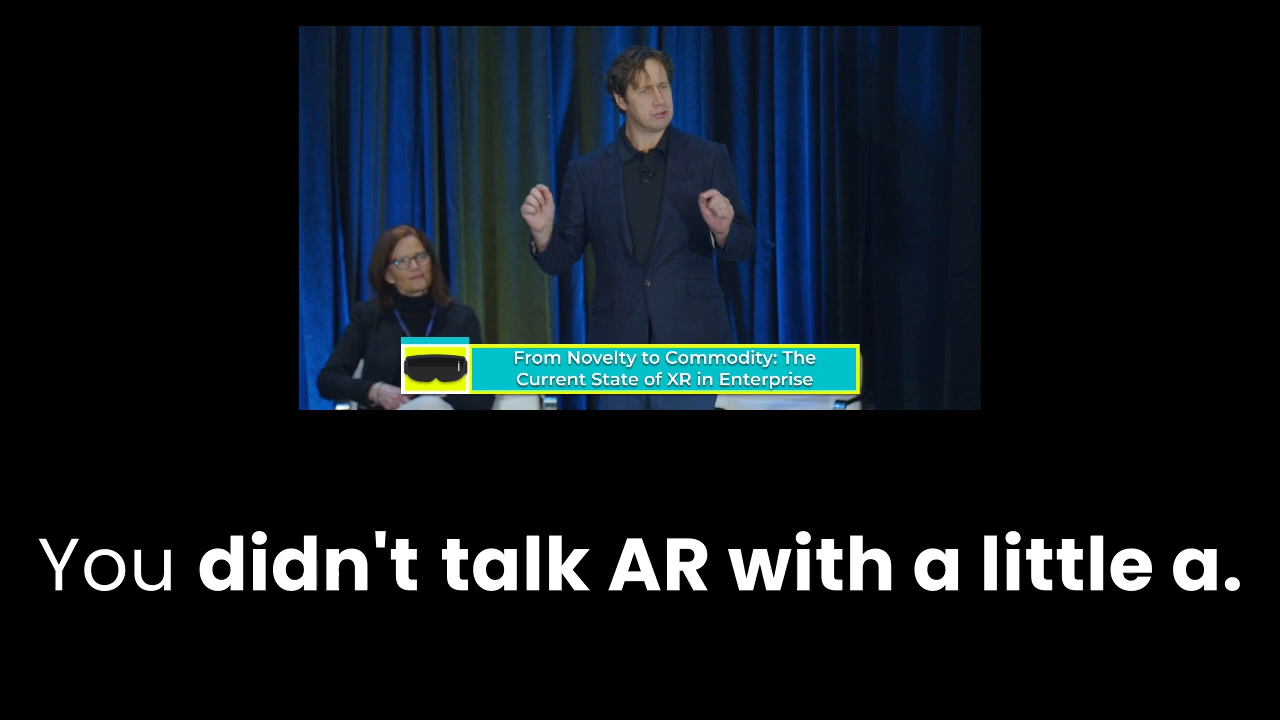 From Novelty to Commodity: The
Current State of XR in Enterprise
You didn't talk AR with a little a.